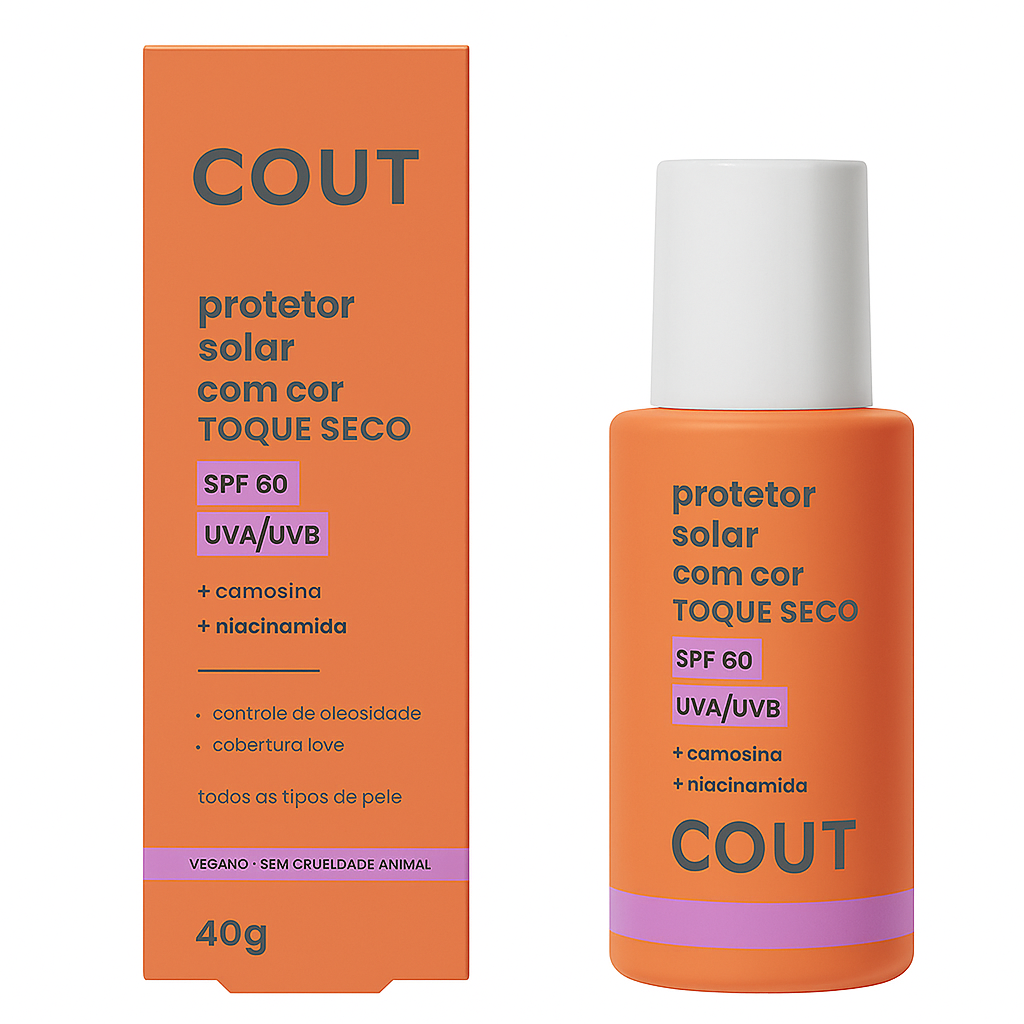 COUT
protetor
solar
com cor
TOQUE SECO
SPF 60
UVA/UVB
+ camosina
+ niacinamida
• controle de oleosidade
• cobertura love
todos as tipos de pele
VEGANO · SEM CRUELDADE ANIMAL
40g
protetor
solar
com cor
TOQUE SECO
SPF 60
UVA/UVB
+ camosina
+ niacinamida
COUT